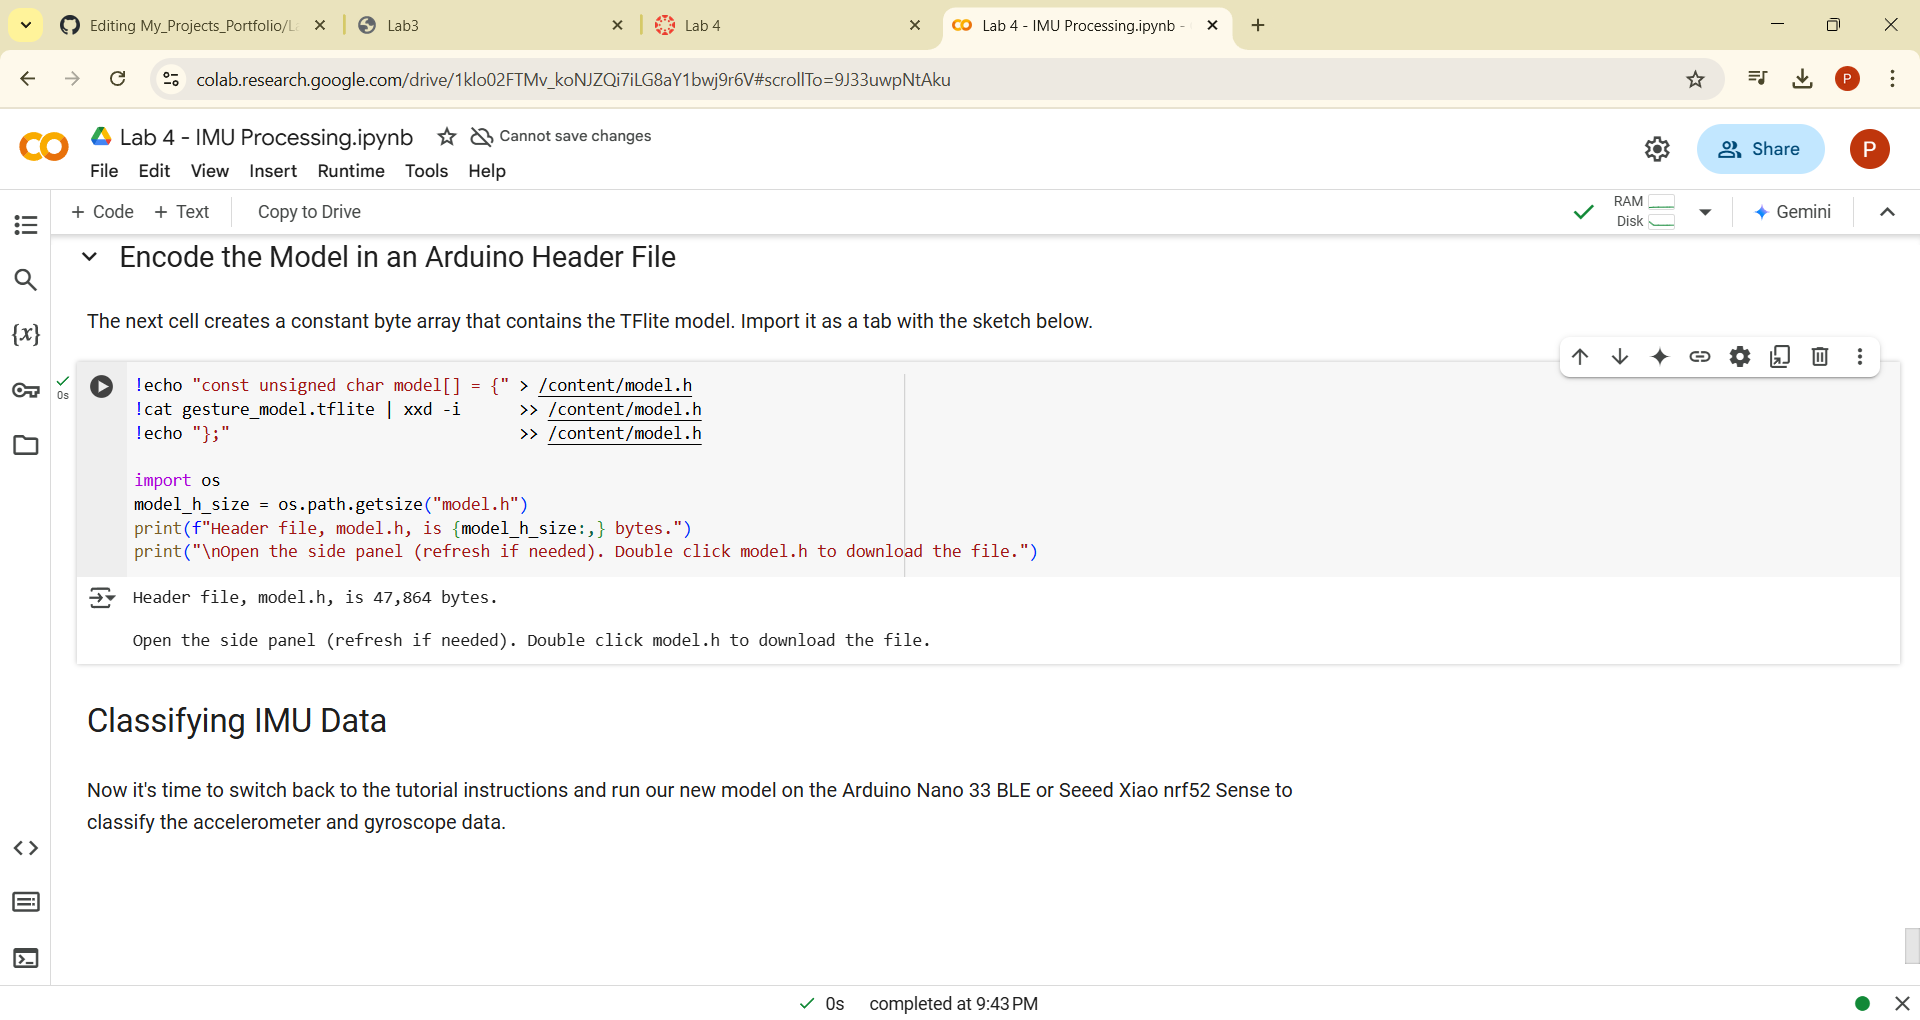 Editing My_Projects_Portfolio/La
Lab3
Lab 4
Lab 4 - IMU Processing.ipynb -
colab.research.google.com/drive/1klo02FTMv_koNJZQi7iLG8aY1bwj9r6V#scrollTo=9J33uwpNtAku
P
Lab 4 - IMU Processing.ipynb
Cannot save changes
File Edit View Insert Runtime Tools Help
Share
P
+ Code + Text Copy to Drive
RAM
Disk
Gemini
Encode the Model in an Arduino Header File
The next cell creates a constant byte array that contains the TFlite model. Import it as a tab with the sketch below.
{x}
0s
!echo "const unsigned char model[] = {" > /content/model.h
!cat gesture_model.tflite | xxd -i      >> /content/model.h
!echo "};"                              >> /content/model.h
import os
model_h_size = os.path.getsize("model.h")
print(f"Header file, model.h, is {model_h_size:,} bytes.")
print("\nOpen the side panel (refresh if needed). Double click model.h to download the file.")
Header file, model.h, is 47,864 bytes.
Open the side panel (refresh if needed). Double click model.h to download the file.
Classifying IMU Data
Now it's time to switch back to the tutorial instructions and run our new model on the Arduino Nano 33 BLE or Seeed Xiao nrf52 Sense to
classify the accelerometer and gyroscope data.
0s completed at 9:43 PM